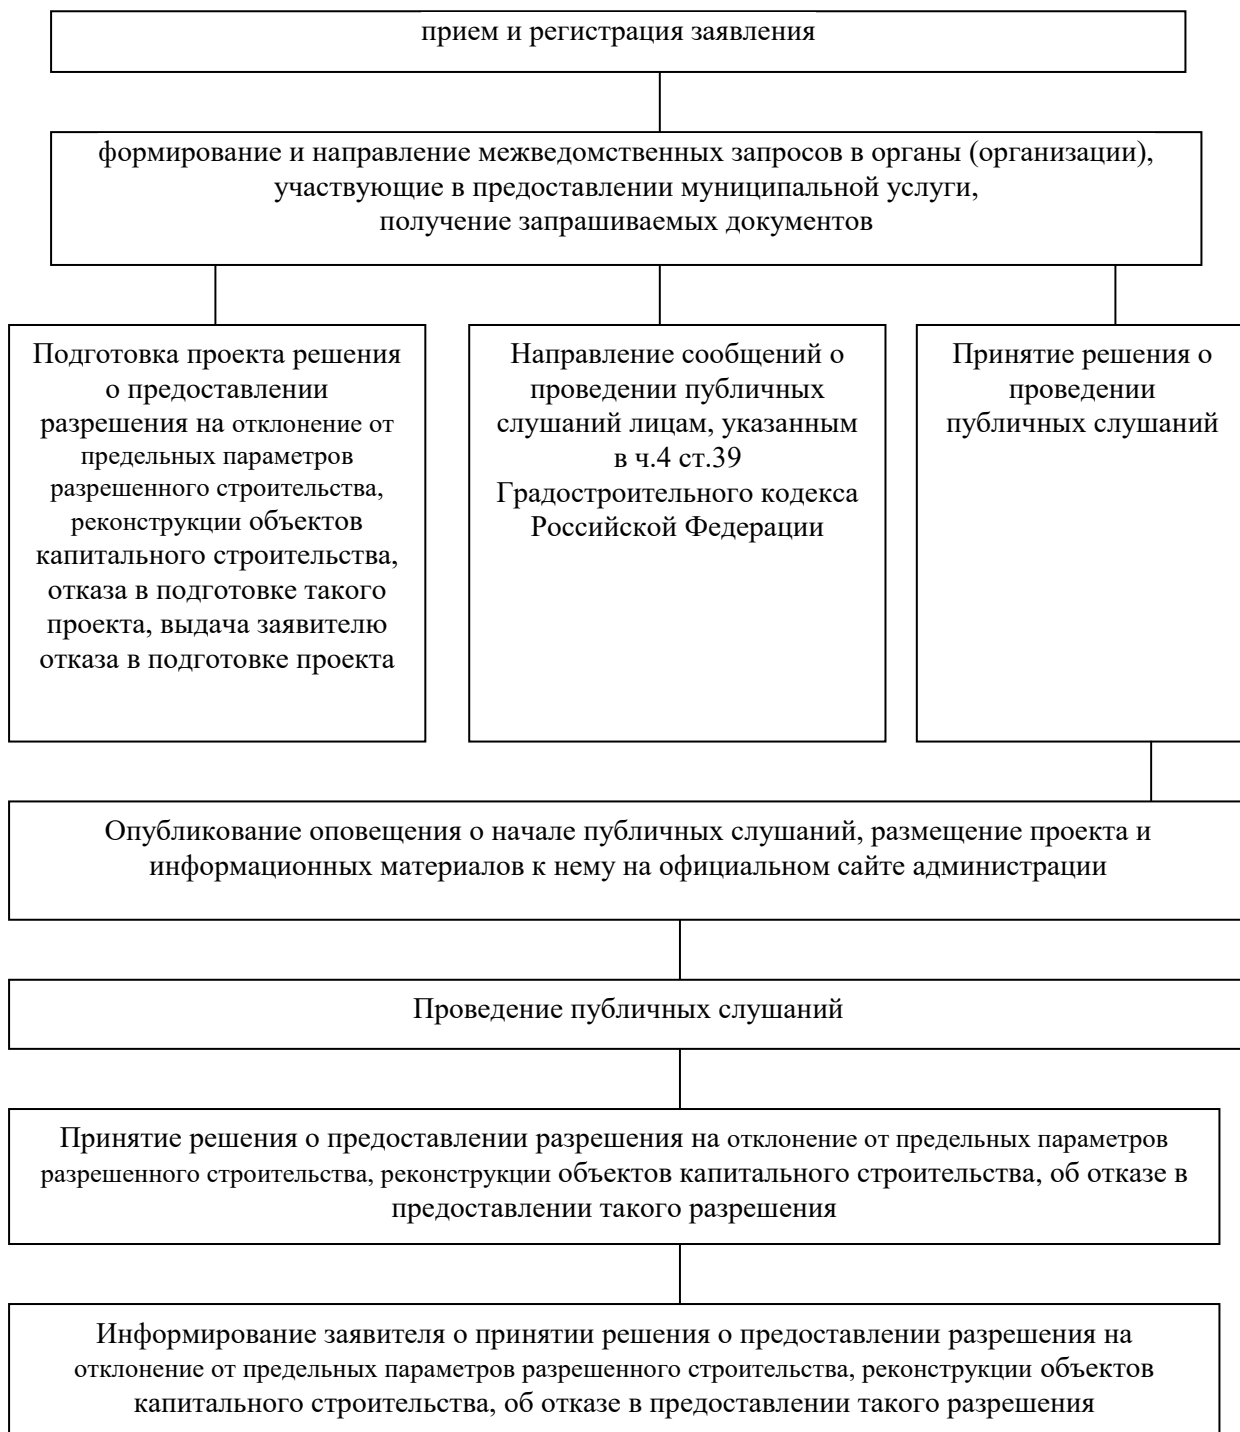 прием и регистрация заявления
формирование и направление межведомственных запросов в органы (организации),
участвующие в предоставлении муниципальной услуги,
получение запрашиваемых документов
Подготовка проекта решения
о предоставлении
разрешения на отклонение от
предельных параметров
разрешенного строительства,
реконструкции объектов
капитального строительства,
отказа в подготовке такого
проекта, выдача заявителю
отказа в подготовке проекта
Направление сообщений о
проведении публичных
слушаний лицам, указанным
в ч.4 ст.39
Градостроительного кодекса
Российской Федерации
Принятие решения о
проведении
публичных слушаний
Опубликование оповещения о начале публичных слушаний, размещение проекта и
информационных материалов к нему на официальном сайте администрации
Проведение публичных слушаний
Принятие решения о предоставлении разрешения на отклонение от предельных параметров
разрешенного строительства, реконструкции объектов капитального строительства, об отказе в
предоставлении такого разрешения
Информирование заявителя о принятии решения о предоставлении разрешения на
отклонение от предельных параметров разрешенного строительства, реконструкции объектов
капитального строительства, об отказе в предоставлении такого разрешения